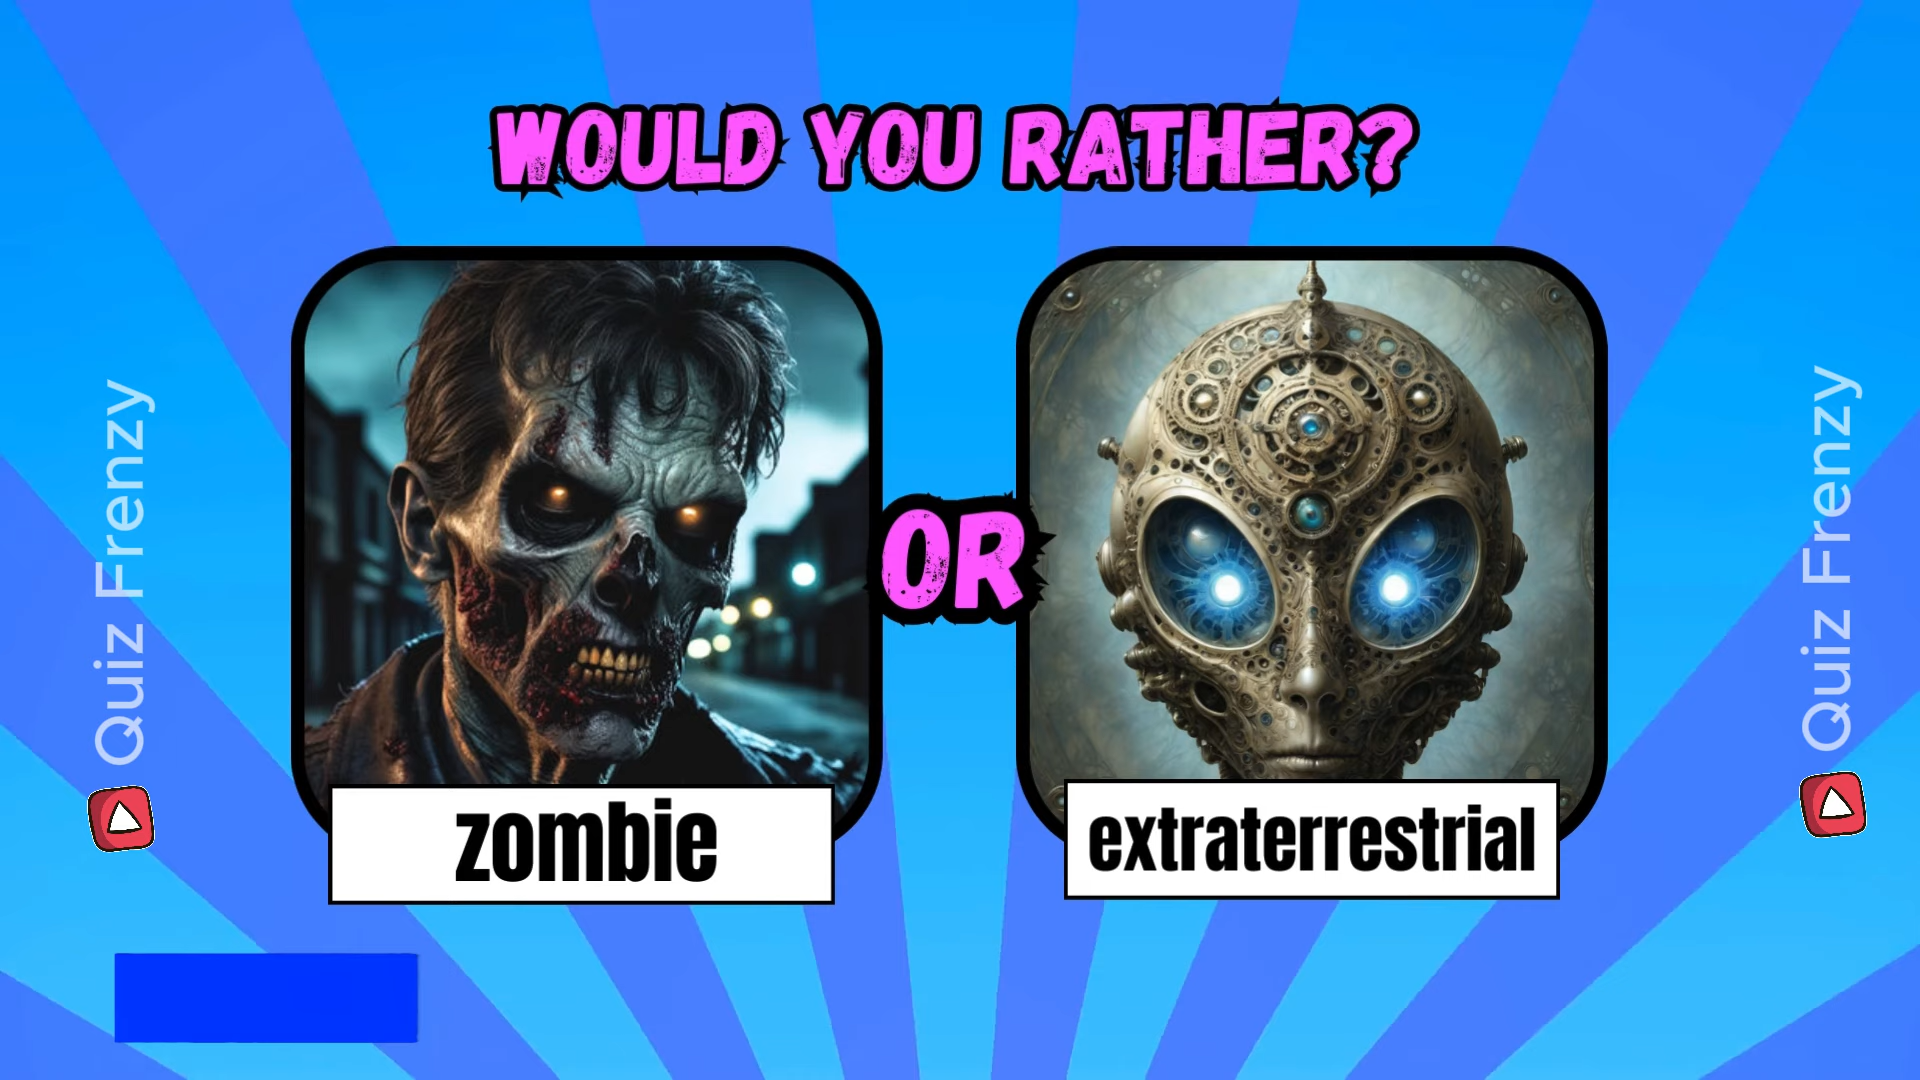 WOULD YOU RATHER?
OR
zombie
extraterrestrial
Quiz Frenzy
Quiz Frenzy